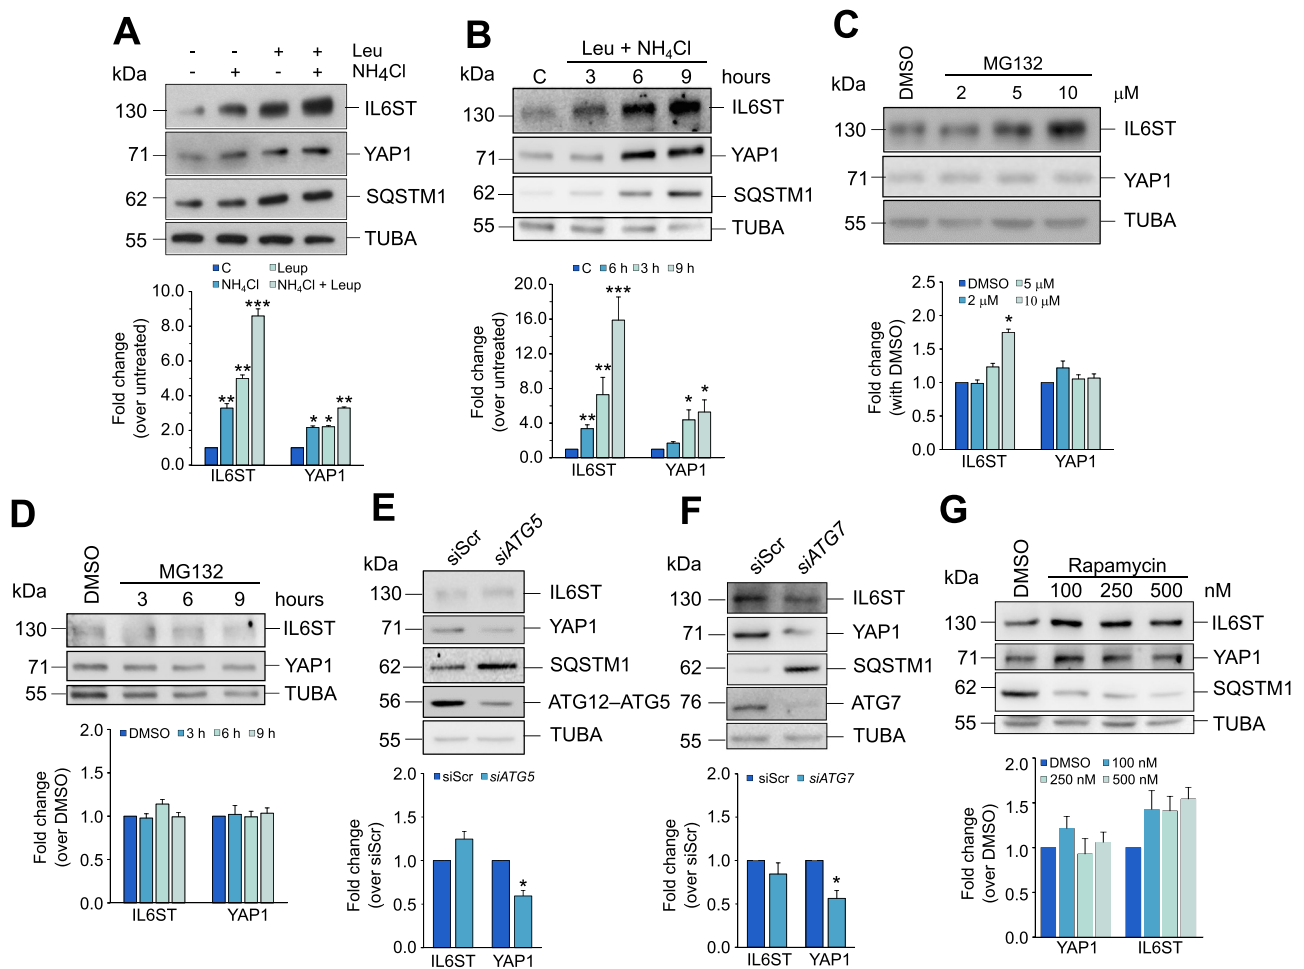 A
- - + + Leu
kDa - + - + NH4Cl
130 IL6ST
71 YAP1
62 SQSTM1
55 TUBA
C Leup
NH4Cl NH4Cl + Leup
Fold change
(over untreated)
10.0
8.0
6.0
4.0
2.0
0.0
** ** *** * * **
IL6ST YAP1
B
Leu + NH4Cl
kDa C 3 6 9 hours
130 IL6ST
71 YAP1
62 SQSTM1
55 TUBA
C 6 h 3 h 9 h
Fold change
(over untreated)
20.0
16.0
12.0
8.0
4.0
0.0
** ** *** * *
IL6ST YAP1
C
MG132
kDa DMSO 2 5 10 μM
130 IL6ST
71 YAP1
55 TUBA
DMSO 5 μM
2 μM 10 μM
Fold change
(with DMSO)
2.5
2.0
1.5
1.0
0.5
0.0
*
IL6ST YAP1
D
MG132
kDa DMSO 3 6 9 hours
130 IL6ST
71 YAP1
55 TUBA
DMSO 3 h 6 h 9 h
Fold change
(over DMSO)
2.0
1.5
1.0
0.5
0.0
IL6ST YAP1
E
kDa siScr siATG5
130 IL6ST
71 YAP1
62 SQSTM1
56 ATG12–ATG5
55 TUBA
siScr siATG5
Fold change
(over siScr)
2.0
1.5
1.0
0.5
0.0
*
IL6ST YAP1
F
kDa siScr siATG7
130 IL6ST
71 YAP1
62 SQSTM1
76 ATG7
55 TUBA
siScr siATG7
Fold change
(over siScr)
2.0
1.5
1.0
0.5
0.0
*
IL6ST YAP1
G
Rapamycin
kDa DMSO 100 250 500 nM
130 IL6ST
71 YAP1
62 SQSTM1
55 TUBA
DMSO 100 nM
250 nM 500 nM
Fold change
(over DMSO)
2.0
1.5
1.0
0.5
0.0
YAP1 IL6ST